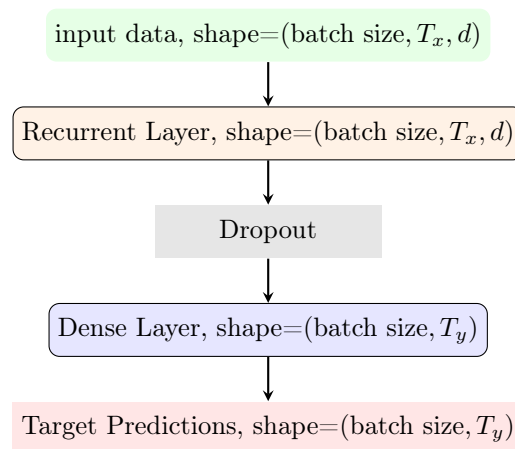 input data, shape=(batch size, T_x, d)
Recurrent Layer, shape=(batch size, T_x, d)
Dropout
Dense Layer, shape=(batch size, T_y)
Target Predictions, shape=(batch size, T_y)